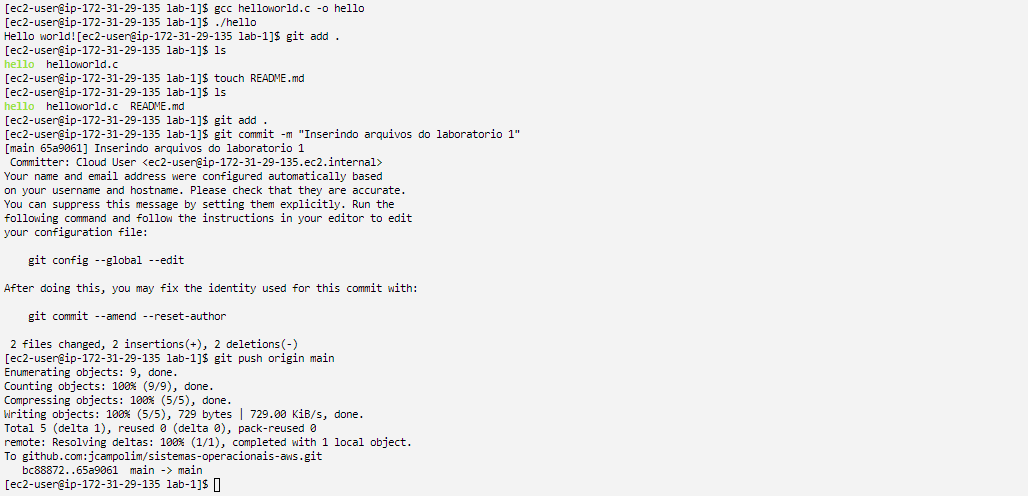 [ec2-user@ip-172-31-29-135 lab-1]$ gcc helloworld.c -o hello
[ec2-user@ip-172-31-29-135 lab-1]$ ./hello
Hello world![ec2-user@ip-172-31-29-135 lab-1]$ git add .
[ec2-user@ip-172-31-29-135 lab-1]$ ls
hello  helloworld.c
[ec2-user@ip-172-31-29-135 lab-1]$ touch README.md
[ec2-user@ip-172-31-29-135 lab-1]$ ls
hello  helloworld.c  README.md
[ec2-user@ip-172-31-29-135 lab-1]$ git add .
[ec2-user@ip-172-31-29-135 lab-1]$ git commit -m "Inserindo arquivos do laboratorio 1"
[main 65a9061] Inserindo arquivos do laboratorio 1
 Committer: Cloud User <ec2-user@ip-172-31-29-135.ec2.internal>
Your name and email address were configured automatically based
on your username and hostname. Please check that they are accurate.
You can suppress this message by setting them explicitly. Run the
following command and follow the instructions in your editor to edit
your configuration file:

    git config --global --edit

After doing this, you may fix the identity used for this commit with:

    git commit --amend --reset-author

 2 files changed, 2 insertions(+), 2 deletions(-)
[ec2-user@ip-172-31-29-135 lab-1]$ git push origin main
Enumerating objects: 9, done.
Counting objects: 100% (9/9), done.
Compressing objects: 100% (5/5), done.
Writing objects: 100% (5/5), 729 bytes | 729.00 KiB/s, done.
Total 5 (delta 1), reused 0 (delta 0), pack-reused 0
remote: Resolving deltas: 100% (1/1), completed with 1 local object.
To github.com:jcampolim/sistemas-operacionais-aws.git
   bc88872..65a9061  main -> main
[ec2-user@ip-172-31-29-135 lab-1]$